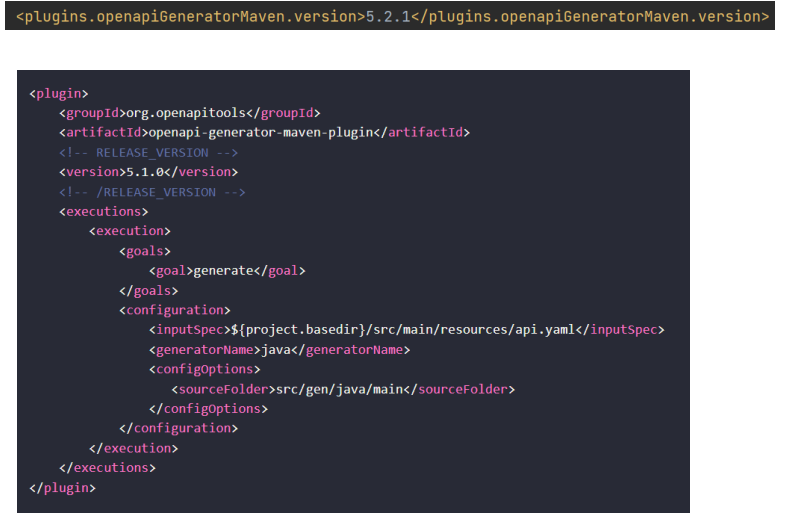 <plugins.openapiGeneratorMaven.version>5.2.1</plugins.openapiGeneratorMaven.version>
<plugin>
    <groupId>org.openapitools</groupId>
    <artifactId>openapi-generator-maven-plugin</artifactId>
    <!-- RELEASE_VERSION -->
    <version>5.1.0</version>
    <!-- /RELEASE_VERSION -->
    <executions>
        <execution>
            <goals>
                <goal>generate</goal>
            </goals>
            <configuration>
                <inputSpec>${project.basedir}/src/main/resources/api.yaml</inputSpec>
                <generatorName>java</generatorName>
                <configOptions>
                   <sourceFolder>src/gen/java/main</sourceFolder>
                </configOptions>
            </configuration>
        </execution>
    </executions>
</plugin>